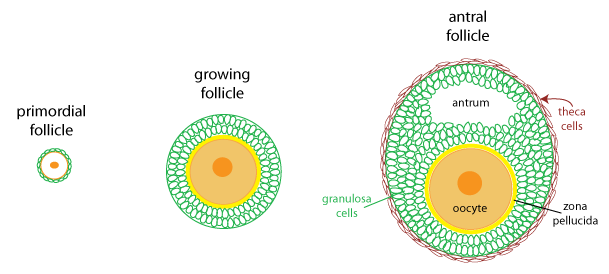 primordial
follicle
growing
follicle
antral
follicle
antrum
theca
cells
granulosa
cells
oocyte
zona
pellucida